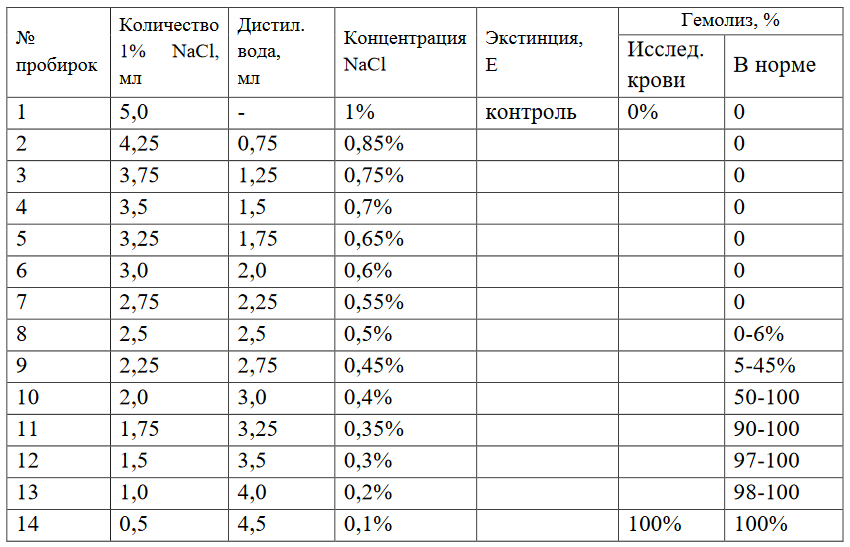 № пробирок Количество 1% NaCl, мл Дистил. вода, мл Концентрация NaCl Экстинция, Е Гемолиз, %
Исслед. крови В норме
1 5,0 - 1% контроль 0% 0
2 4,25 0,75 0,85% 0
3 3,75 1,25 0,75% 0
4 3,5 1,5 0,7% 0
5 3,25 1,75 0,65% 0
6 3,0 2,0 0,6% 0
7 2,75 2,25 0,55% 0
8 2,5 2,5 0,5% 0-6%
9 2,25 2,75 0,45% 5-45%
10 2,0 3,0 0,4% 50-100
11 1,75 3,25 0,35% 90-100
12 1,5 3,5 0,3% 97-100
13 1,0 4,0 0,2% 98-100
14 0,5 4,5 0,1% 100% 100%